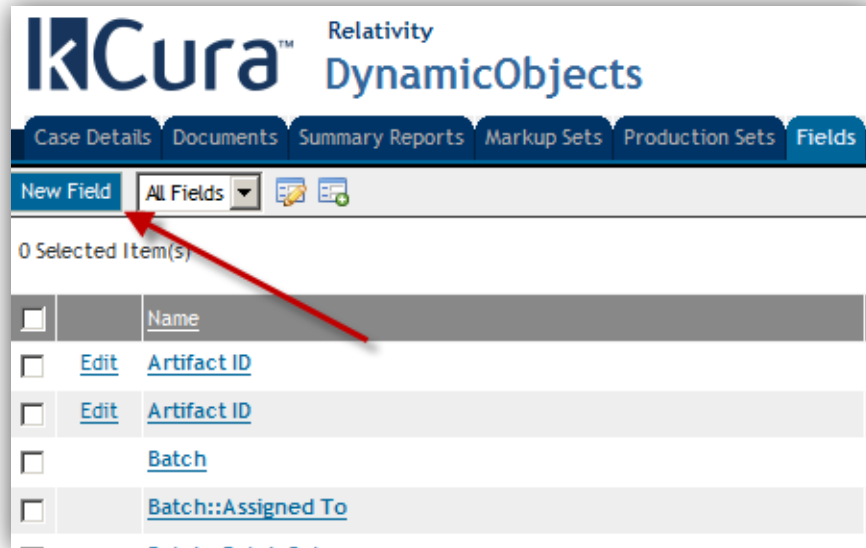 kCura™ Relativity
DynamicObjects
Case Details Documents Summary Reports Markup Sets Production Sets Fields
New Field All Fields
0 Selected Item(s)
Name
Edit Artifact ID
Edit Artifact ID
Batch
Batch::Assigned To